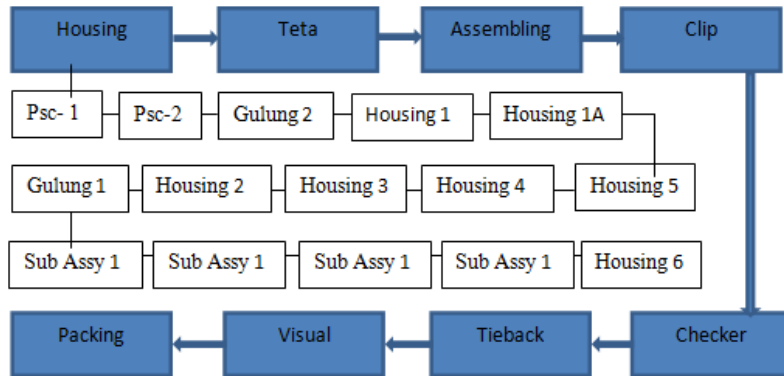 Housing Teta Assembling Clip
Psc- 1 Psc-2 Gulung 2 Housing 1 Housing 1A
Gulung 1 Housing 2 Housing 3 Housing 4 Housing 5
Sub Assy 1 Sub Assy 1 Sub Assy 1 Sub Assy 1 Housing 6
Packing Visual Tieback Checker